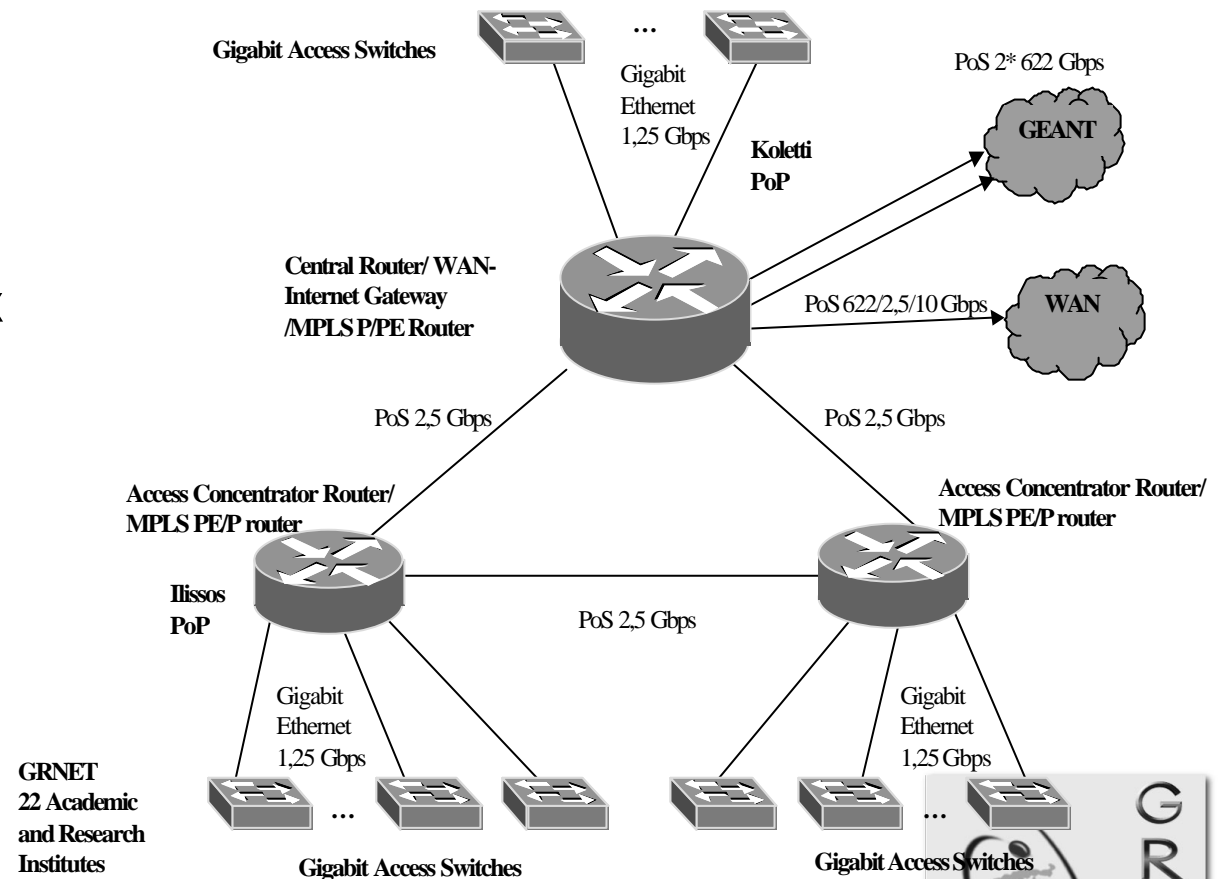 Gigabit Access Switches
...
Gigabit
Ethernet
1,25 Gbps
Koletti
PoP
PoS 2* 622 Gbps
GEANT
Central Router/ WAN-
Internet Gateway
/MPLS P/PE Router
PoS 622/2,5/10 Gbps
WAN
PoS 2,5 Gbps
PoS 2,5 Gbps
Access Concentrator Router/
MPLS PE/P router
Access Concentrator Router/
MPLS PE/P router
Ilissos
PoP
PoS 2,5 Gbps
Gigabit
Ethernet
1,25 Gbps
Gigabit
Ethernet
1,25 Gbps
GRNET
22 Academic
and Research
Institutes
...
...
Gigabit Access Switches
Gigabit Access Switches
G
R